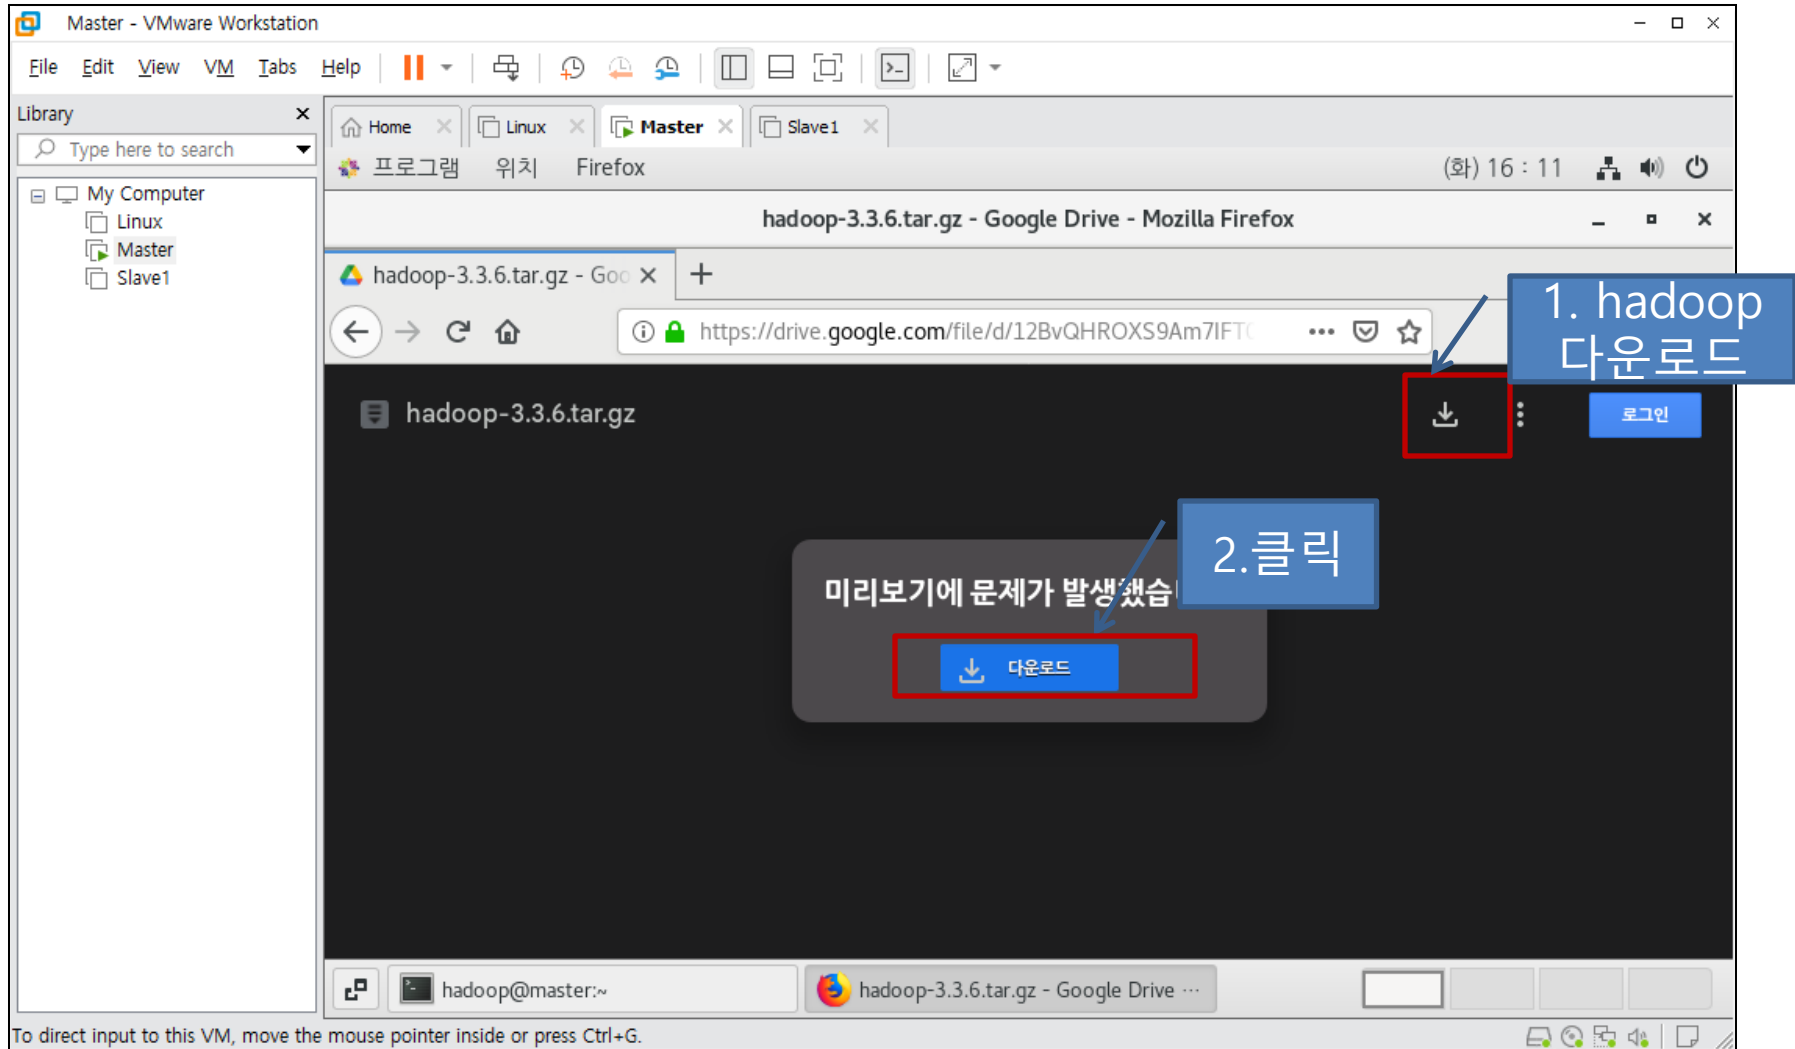 Master - VMware Workstation
File Edit View VM Tabs Help
Library
Type here to search
My Computer
Linux
Master
Slave1
Home
Linux
Master
Slave1
프로그램 위치 Firefox
(화) 16 : 11
hadoop-3.3.6.tar.gz - Google Drive - Mozilla Firefox
hadoop-3.3.6.tar.gz - Goo
https://drive.google.com/file/d/12BvQHROXS9Am7IFT
1. hadoop
다운로드
hadoop-3.3.6.tar.gz
로그인
2.클릭
미리보기에 문제가 발생했습
다운로드
hadoop@master:~
hadoop-3.3.6.tar.gz - Google Drive ···
To direct input to this VM, move the mouse pointer inside or press Ctrl+G.